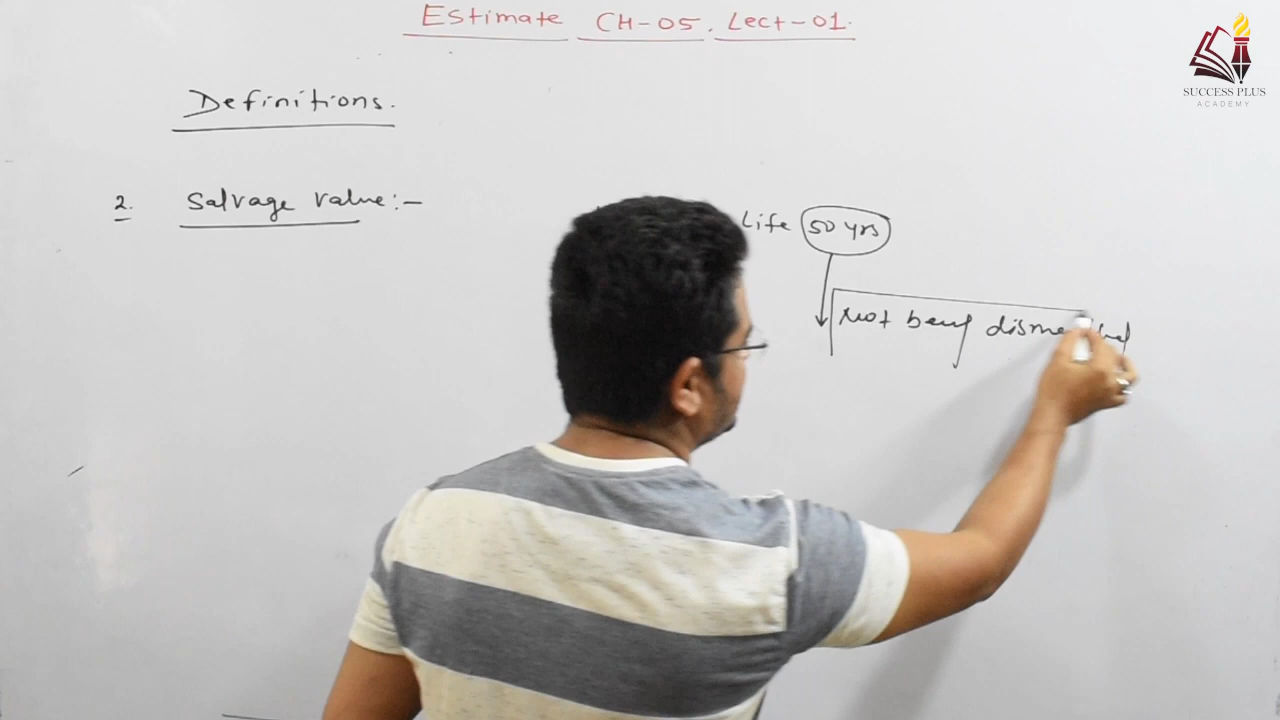 Estimate CH-05. Lect-01.
SUCCESS PLUS
ACADEMY
Definitions.
2. Salvage value:-
Life 50 yrs
Not being